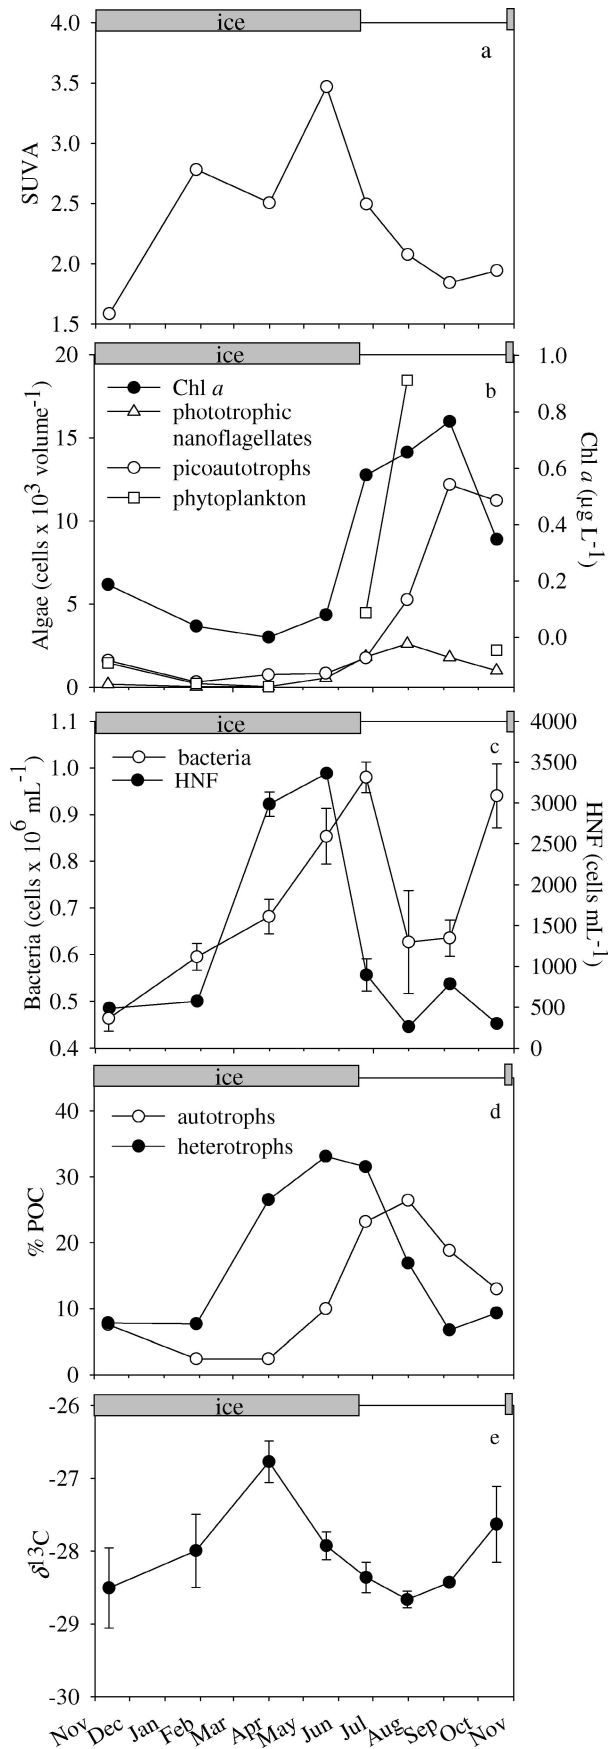 ice
a
4.0
3.5
3.0
2.5
2.0
1.5
SUVA
ice
b
20
15
10
5
0
Algae (cells x 10³ volume⁻¹)
Chl a
phototrophic
nanoflagellates
picoautotrophs
phytoplankton
1.0
0.8
0.6
0.4
0.2
0.0
Chl a (µg L⁻¹)
ice
c
1.1
1.0
0.9
0.8
0.7
0.6
0.5
0.4
Bacteria (cells x 10⁶ mL⁻¹)
bacteria
HNF
4000
3500
3000
2500
2000
1500
1000
500
0
HNF (cells mL⁻¹)
ice
d
40
30
20
10
0
% POC
autotrophs
heterotrophs
ice
e
-26
-27
-28
-29
-30
δ13C
Nov Dec Jan Feb Mar Apr May Jun Jul Aug Sep Oct Nov